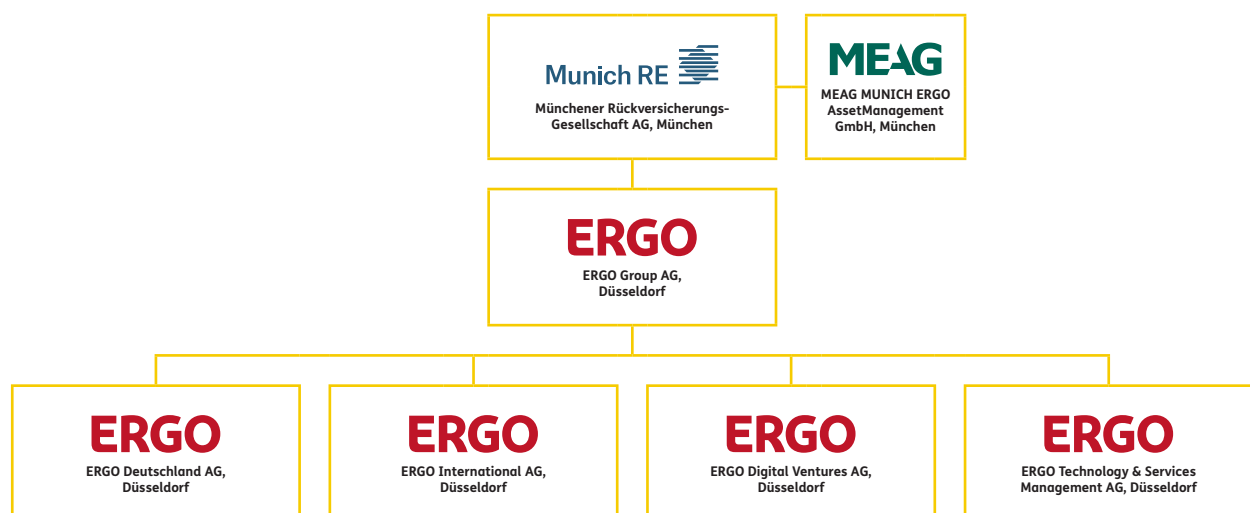 Munich RE
Münchener Rückversicherungs-
Gesellschaft AG, München
MEAG
MEAG MUNICH ERGO
AssetManagement
GmbH, München
ERGO
ERGO Group AG,
Düsseldorf
ERGO
ERGO Deutschland AG,
Düsseldorf
ERGO
ERGO International AG,
Düsseldorf
ERGO
ERGO Digital Ventures AG,
Düsseldorf
ERGO
ERGO Technology & Services
Management AG, Düsseldorf